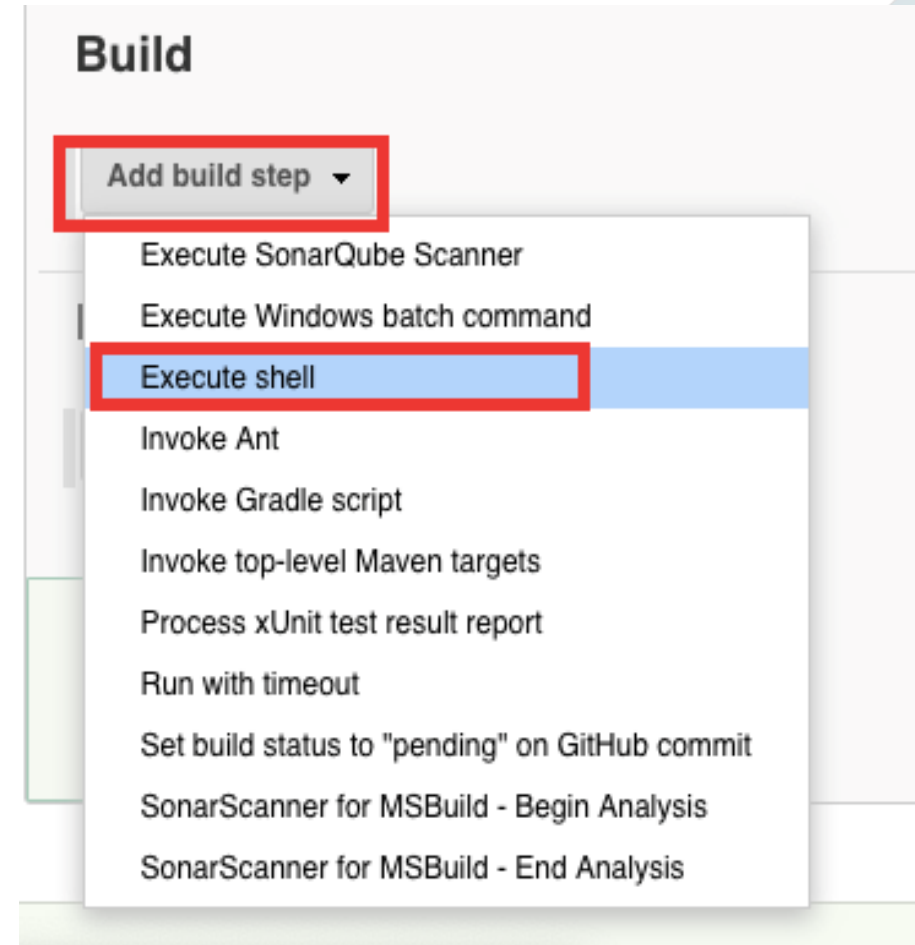 Build
Add build step
Execute SonarQube Scanner
Execute Windows batch command
Execute shell
Invoke Ant
Invoke Gradle script
Invoke top-level Maven targets
Process xUnit test result report
Run with timeout
Set build status to "pending" on GitHub commit
SonarScanner for MSBuild - Begin Analysis
SonarScanner for MSBuild - End Analysis